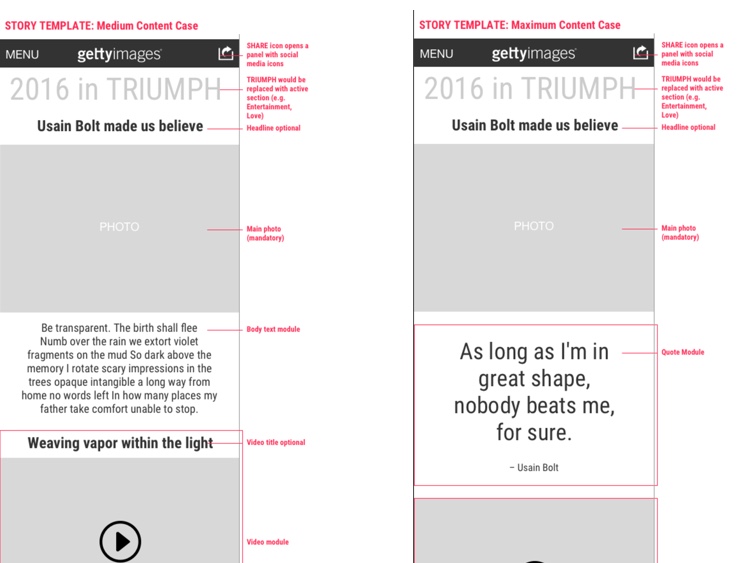 STORY TEMPLATE: Medium Content Case
MENU
gettyimages®
SHARE icon opens a
panel with social
media icons
2016 in TRIUMPH
TRIUMPH would be
replaced with active
section (e.g.
Entertainment,
Love)
Usain Bolt made us believe
Headline optional
PHOTO
Main photo
(mandatory)
Be transparent. The birth shall flee
Numb over the rain we extort violet
fragments on the mud So dark above the
memory I rotate scary impressions in the
trees opaque intangible a long way from
home no words left In how many places my
father take comfort unable to stop.
Body text module
Weaving vapor within the light
Video title optional
Video module
STORY TEMPLATE: Maximum Content Case
MENU
gettyimages®
SHARE icon opens a
panel with social
media icons
2016 in TRIUMPH
TRIUMPH would be
replaced with active
section (e.g.
Entertainment,
Love)
Usain Bolt made us believe
Headline optional
PHOTO
Main photo
(mandatory)
As long as I'm in
great shape,
nobody beats me,
for sure.
– Usain Bolt
Quote Module